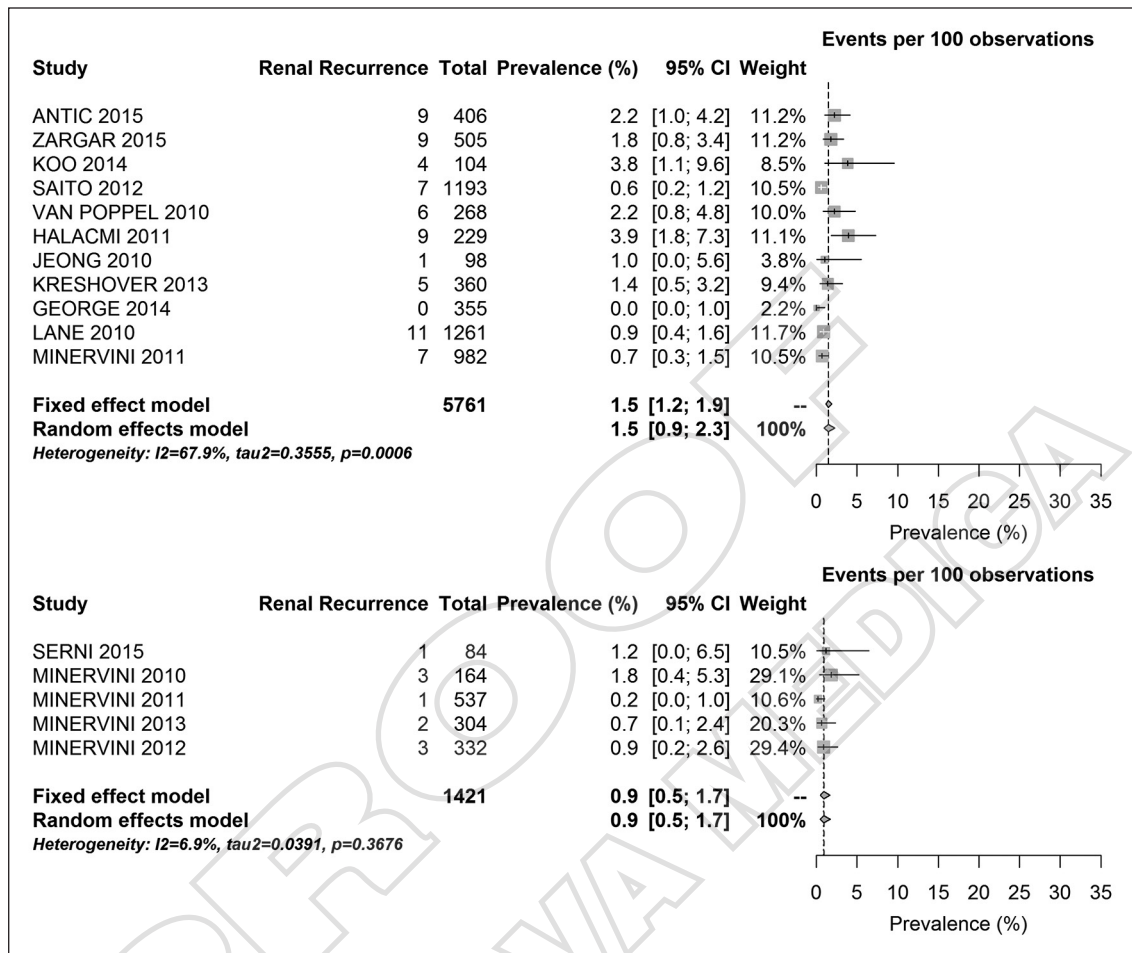 Events per 100 observations
Study Renal Recurrence Total Prevalence (%) 95% CI Weight
ANTIC 2015 9 406 2.2 [1.0; 4.2] 11.2%
ZARGAR 2015 9 505 1.8 [0.8; 3.4] 11.2%
KOO 2014 4 104 3.8 [1.1; 9.6] 8.5%
SAITO 2012 7 1193 0.6 [0.2; 1.2] 10.5%
VAN POPPEL 2010 6 268 2.2 [0.8; 4.8] 10.0%
HALACMI 2011 9 229 3.9 [1.8; 7.3] 11.1%
JEONG 2010 1 98 1.0 [0.0; 5.6] 3.8%
KRESHOVER 2013 5 360 1.4 [0.5; 3.2] 9.4%
GEORGE 2014 0 355 0.0 [0.0; 1.0] 2.2%
LANE 2010 11 1261 0.9 [0.4; 1.6] 11.7%
MINERVINI 2011 7 982 0.7 [0.3; 1.5] 10.5%
Fixed effect model 5761 1.5 [1.2; 1.9] --
Random effects model 1.5 [0.9; 2.3] 100%
Heterogeneity: I2=67.9%, tau2=0.3555, p=0.0006
0 5 10 15 20 25 30 35
Prevalence (%)
Events per 100 observations
Study Renal Recurrence Total Prevalence (%) 95% CI Weight
SERNI 2015 1 84 1.2 [0.0; 6.5] 10.5%
MINERVINI 2010 3 164 1.8 [0.4; 5.3] 29.1%
MINERVINI 2011 1 537 0.2 [0.0; 1.0] 10.6%
MINERVINI 2013 2 304 0.7 [0.1; 2.4] 20.3%
MINERVINI 2012 3 332 0.9 [0.2; 2.6] 29.4%
Fixed effect model 1421 0.9 [0.5; 1.7] --
Random effects model 0.9 [0.5; 1.7] 100%
Heterogeneity: I2=6.9%, tau2=0.0391, p=0.3676
0 5 10 15 20 25 30 35
Prevalence (%)
PROOF
VA MEDICA